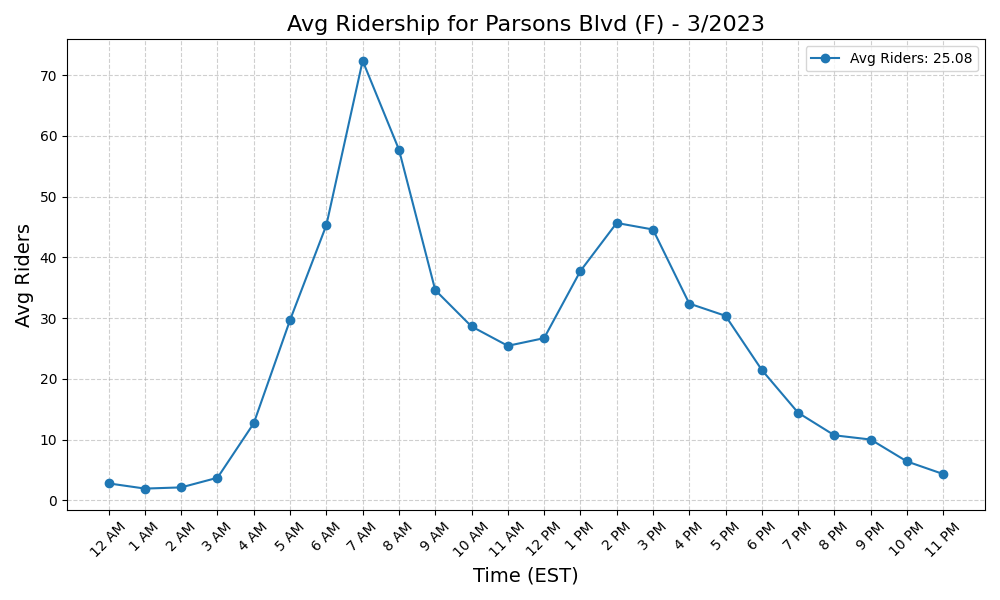 Avg Ridership for Parsons Blvd (F) - 3/2023
Avg Riders: 25.08
Avg Riders
70
60
50
40
30
20
10
0
12 AM
1 AM
2 AM
3 AM
4 AM
5 AM
6 AM
7 AM
8 AM
9 AM
10 AM
11 AM
12 PM
1 PM
2 PM
3 PM
4 PM
5 PM
6 PM
7 PM
8 PM
9 PM
10 PM
11 PM
Time (EST)